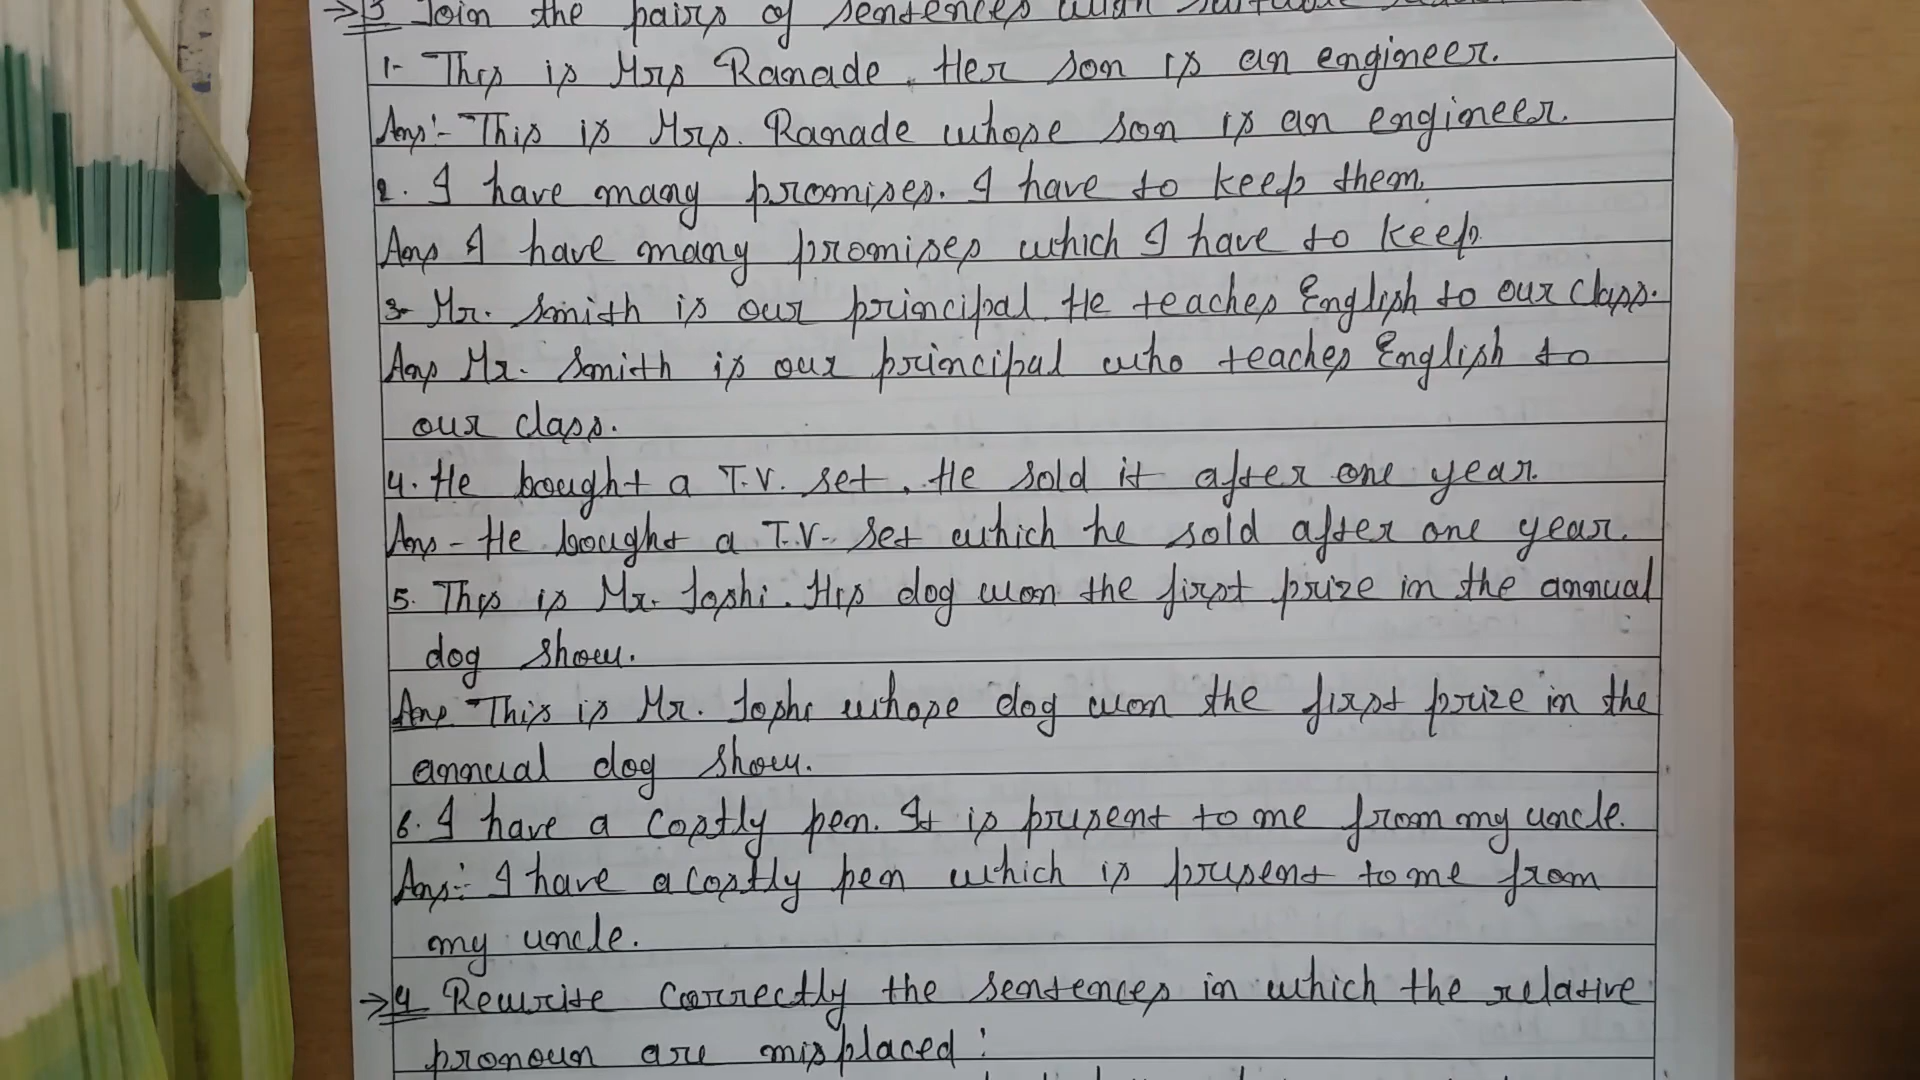 ⇒3 Join the pairs of sentences
1- This is Mrs Ranade. Her son is an engineer.
Ans:- This is Mrs. Ranade whose son is an engineer.
2. I have many promises. I have to keep them.
Ans I have many promises which I have to keep.
3- Mr. Smith is our principal. He teaches English to our class.
Ans Mr. Smith is our principal who teaches English to
our class.
4. He bought a T.V. set. He sold it after one year.
Ans- He bought a T.V. set which he sold after one year.
5. This is Mr. Joshi. His dog won the first prize in the annual
dog show.
Ans This is Mr. Joshi whose dog won the first prize in the
annual dog show.
6. I have a costly pen. It is present to me from my uncle.
Ans:- I have a costly pen which is present to me from
my uncle.
⇒4 Rewrite correctly the sentences in which the relative
pronoun are misplaced: